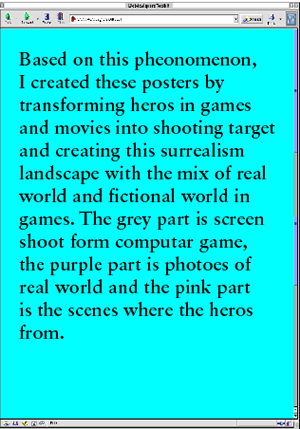 Based on this pheonomenon,
I created these posters by
transforming heros in games
and movies into shooting target
and creating this surrealism
landscape with the mix of real
world and fictional world in
games. The grey part is screen
shoot form computar game,
the purple part is photoes of
real world and the pink part
is the scenes where the heros
from.